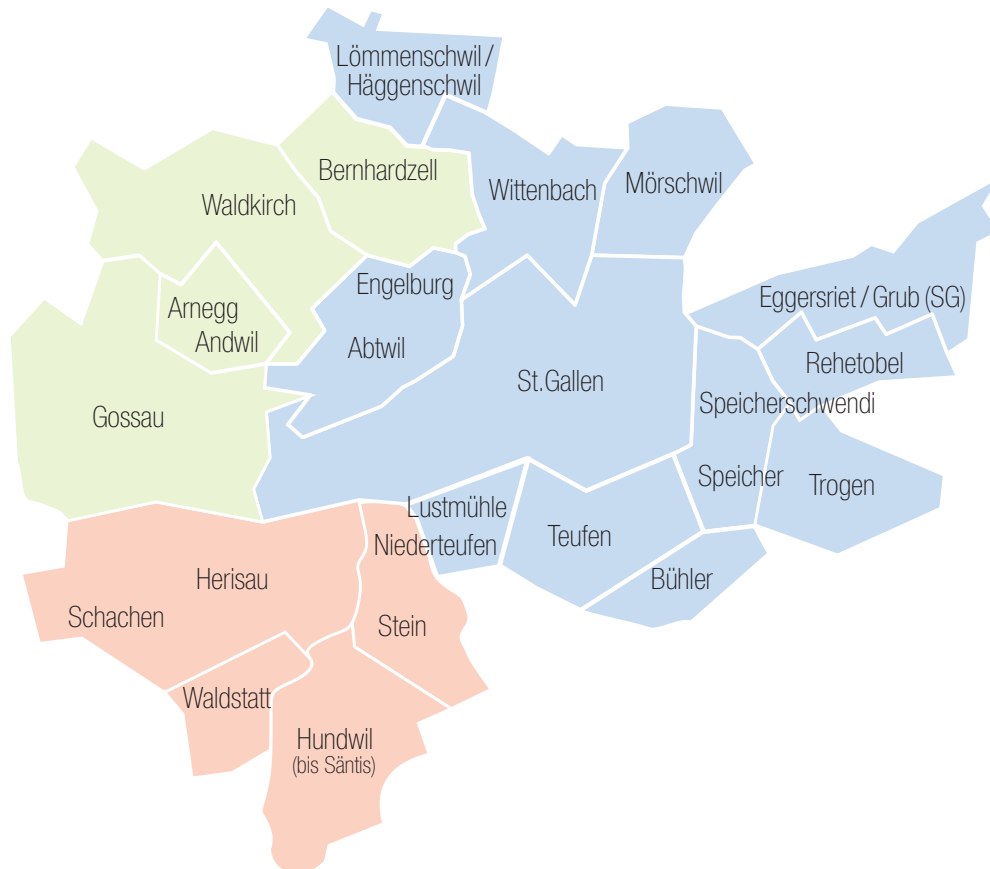 Lömmenschwil /
Häggenschwil
Bernhardzell
Wittenbach
Mörschwil
Waldkirch
Engelburg
Eggersriet / Grub (SG)
Arnegg
Andwil
Abtwil
Rehetobel
St.Gallen
Speicherschwendi
Gossau
Speicher
Trogen
Lustmühle
Niederteufen
Teufen
Herisau
Bühler
Schachen
Stein
Waldstatt
Hundwil
(bis Säntis)